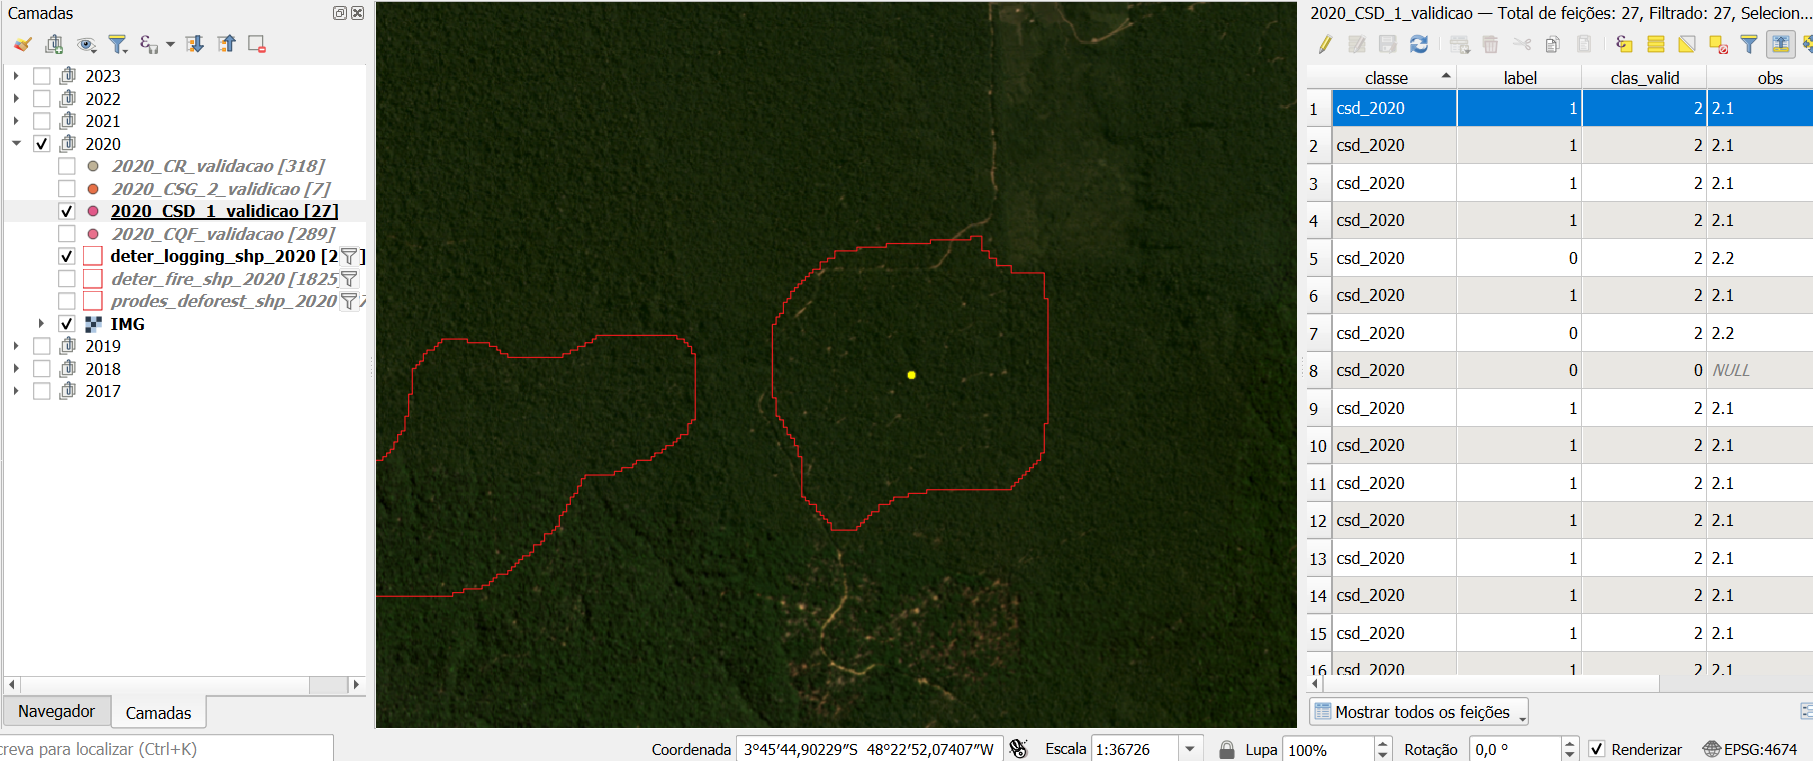 Camadas
2023
2022
2021
2020
2020_CR_validacao [318]
2020_CSG_2_validicao [7]
2020_CSD_1_validicao [27]
2020_CQF_validacao [289]
deter_logging_shp_2020 [2
deter_fire_shp_2020 [1825
prodes_deforest_shp_2020
IMG
2019
2018
2017
Navegador
Camadas
creva para localizar (Ctrl+K)
2020_CSD_1_validicao — Total de feições: 27, Filtrado: 27, Selecion...
classe label clas_valid obs
1 csd_2020 1 2 2.1
2 csd_2020 1 2 2.1
3 csd_2020 1 2 2.1
4 csd_2020 1 2 2.1
5 csd_2020 0 2 2.2
6 csd_2020 1 2 2.1
7 csd_2020 0 2 2.2
8 csd_2020 0 0 NULL
9 csd_2020 1 2 2.1
10 csd_2020 1 2 2.1
11 csd_2020 1 2 2.1
12 csd_2020 1 2 2.1
13 csd_2020 1 2 2.1
14 csd_2020 1 2 2.1
15 csd_2020 1 2 2.1
16 csd_2020 1 2 2.1
Mostrar todos os feições
Coordenada 3°45'44,90229"S 48°22'52,07407"W Escala 1:36726 Lupa 100% Rotação 0,0 ° Renderizar EPSG:4674